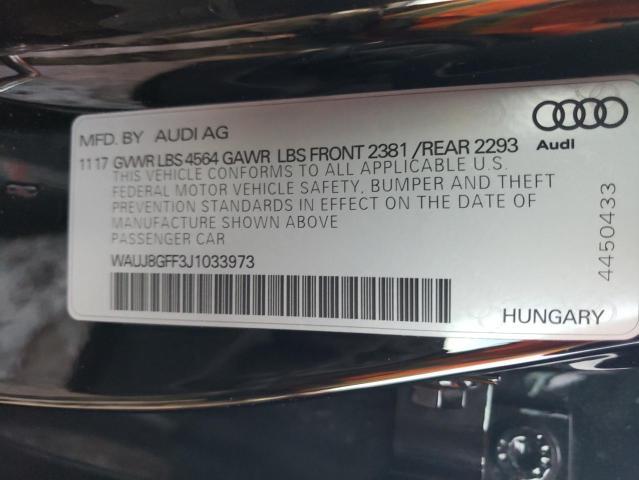 MFD. BY AUDI AG
11 17 GVWR LBS 4564 GAWR LBS FRONT 2381 /REAR 2293
THIS VEHICLE CONFORMS TO ALL APPLICABLE U.S.
FEDERAL MOTOR VEHICLE SAFETY, BUMPER AND THEFT
PREVENTION STANDARDS IN EFFECT ON THE DATE OF
MANUFACTURE SHOWN ABOVE
PASSENGER CAR
WAUJ8GFF3J1033973
Audi
4450433
HUNGARY